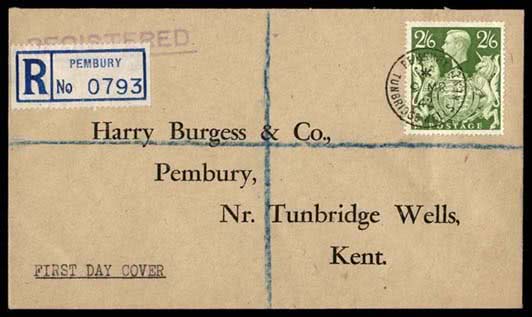 REGISTERED
R
PEMBURY
No 0793
2/6 2/6
POSTAGE
Harry Burgess & Co.,
Pembury,
Nr. Tunbridge Wells,
Kent.
FIRST DAY COVER